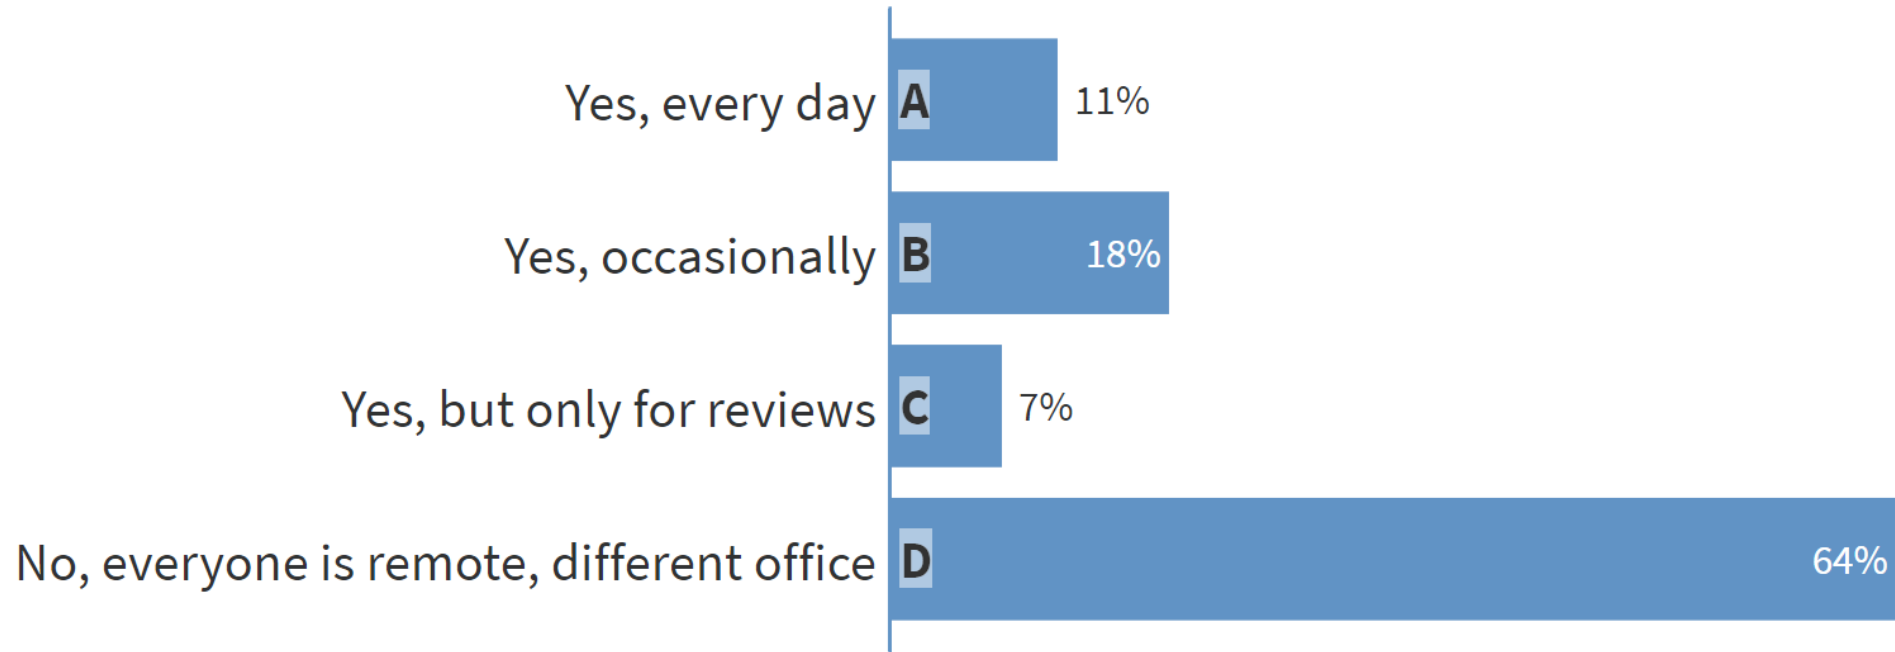 Yes, every day A 11%
Yes, occasionally B 18%
Yes, but only for reviews C 7%
No, everyone is remote, different office D 64%